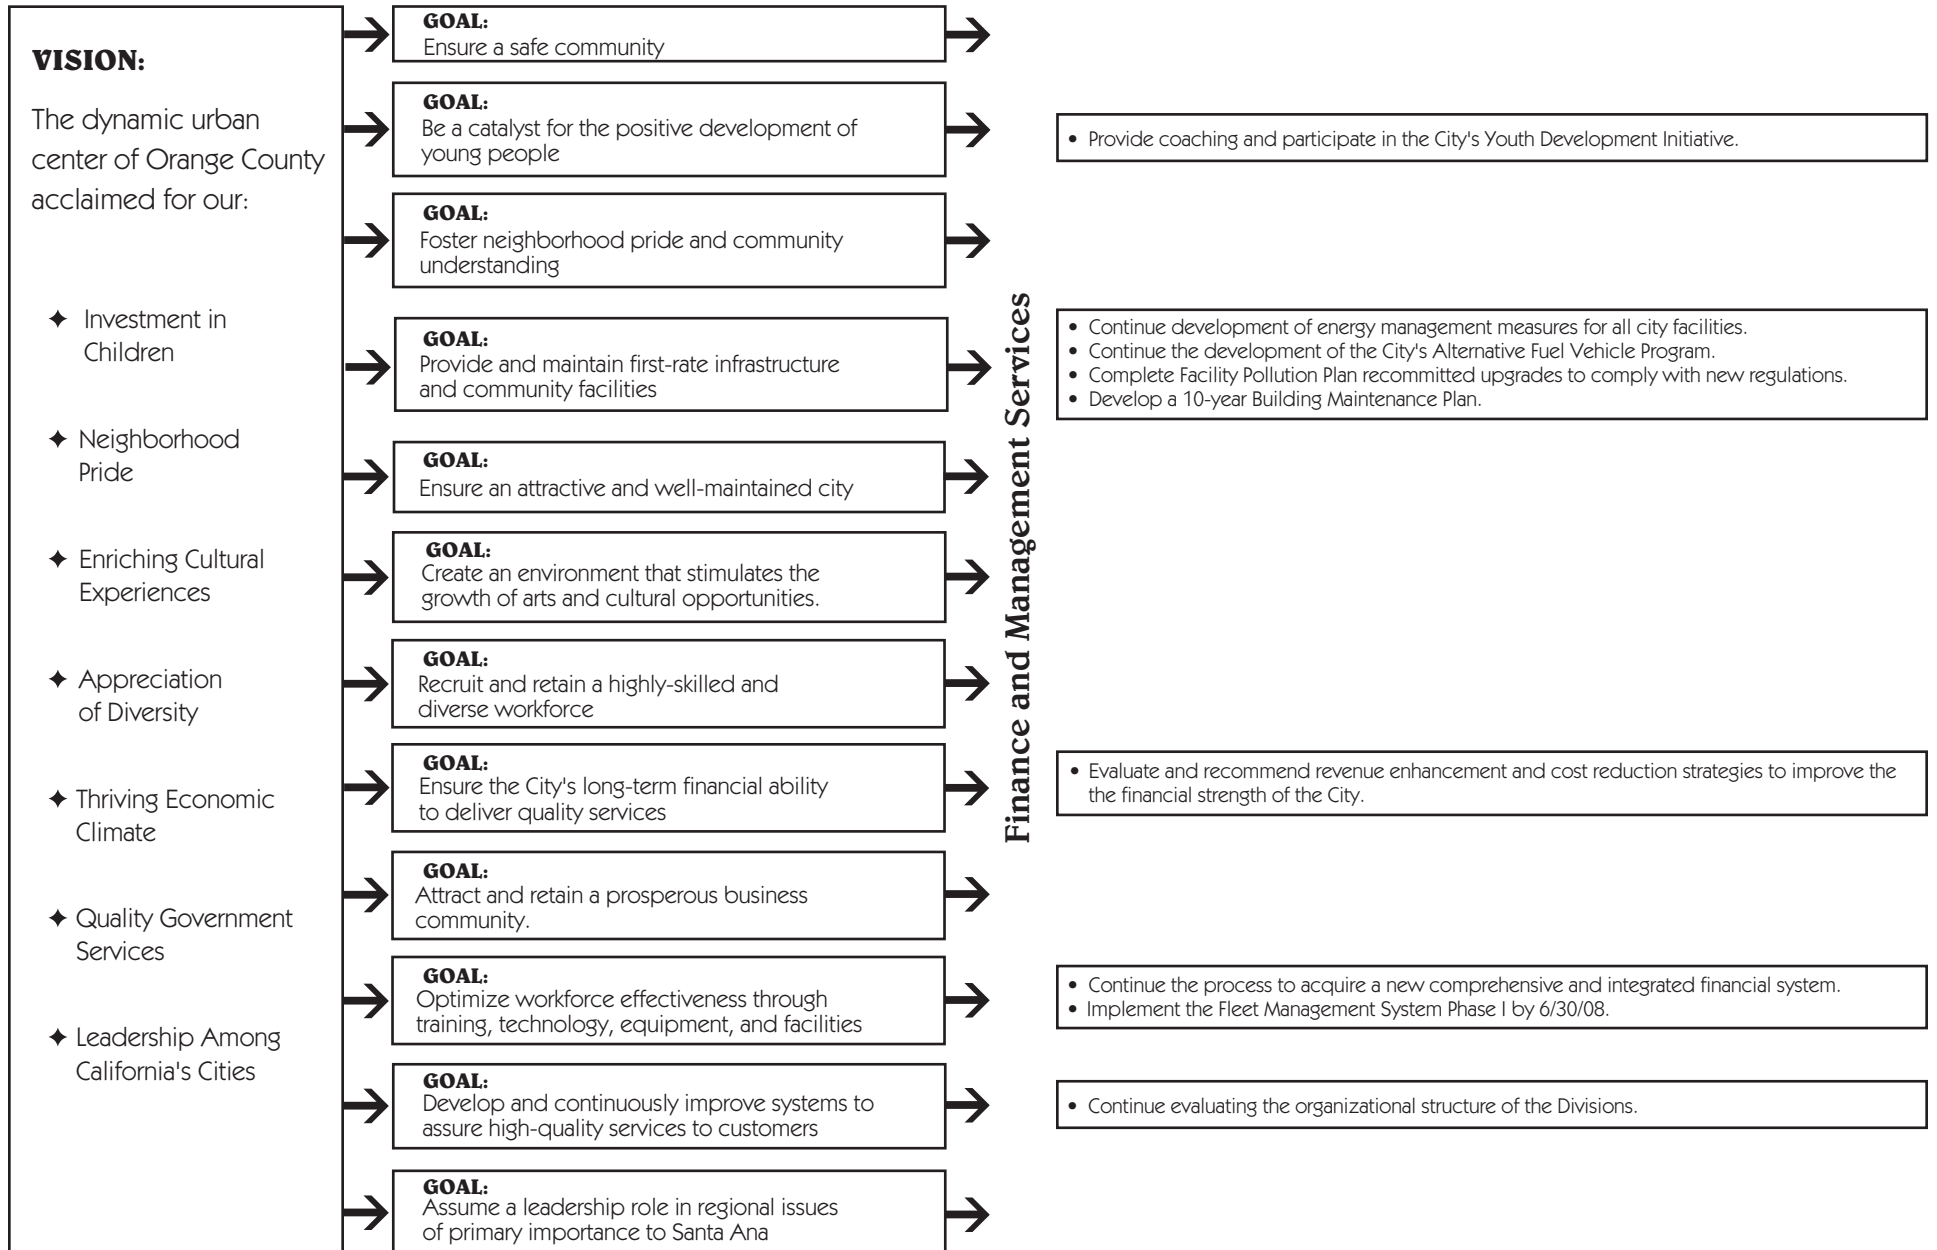 VISION:
The dynamic urban
center of Orange County
acclaimed for our:
✦ Investment in
Children
✦ Neighborhood
Pride
✦ Enriching Cultural
Experiences
✦ Appreciation
of Diversity
✦ Thriving Economic
Climate
✦ Quality Government
Services
✦ Leadership Among
California's Cities
GOAL:
Ensure a safe community
GOAL:
Be a catalyst for the positive development of
young people
GOAL:
Foster neighborhood pride and community
understanding
GOAL:
Provide and maintain first-rate infrastructure
and community facilities
GOAL:
Ensure an attractive and well-maintained city
GOAL:
Create an environment that stimulates the
growth of arts and cultural opportunities.
GOAL:
Recruit and retain a highly-skilled and
diverse workforce
GOAL:
Ensure the City's long-term financial ability
to deliver quality services
GOAL:
Attract and retain a prosperous business
community.
GOAL:
Optimize workforce effectiveness through
training, technology, equipment, and facilities
GOAL:
Develop and continuously improve systems to
assure high-quality services to customers
GOAL:
Assume a leadership role in regional issues
of primary importance to Santa Ana
Finance and Management Services
• Provide coaching and participate in the City's Youth Development Initiative.
• Continue development of energy management measures for all city facilities.
• Continue the development of the City's Alternative Fuel Vehicle Program.
• Complete Facility Pollution Plan recommitted upgrades to comply with new regulations.
• Develop a 10-year Building Maintenance Plan.
• Evaluate and recommend revenue enhancement and cost reduction strategies to improve the
the financial strength of the City.
• Continue the process to acquire a new comprehensive and integrated financial system.
• Implement the Fleet Management System Phase I by 6/30/08.
• Continue evaluating the organizational structure of the Divisions.